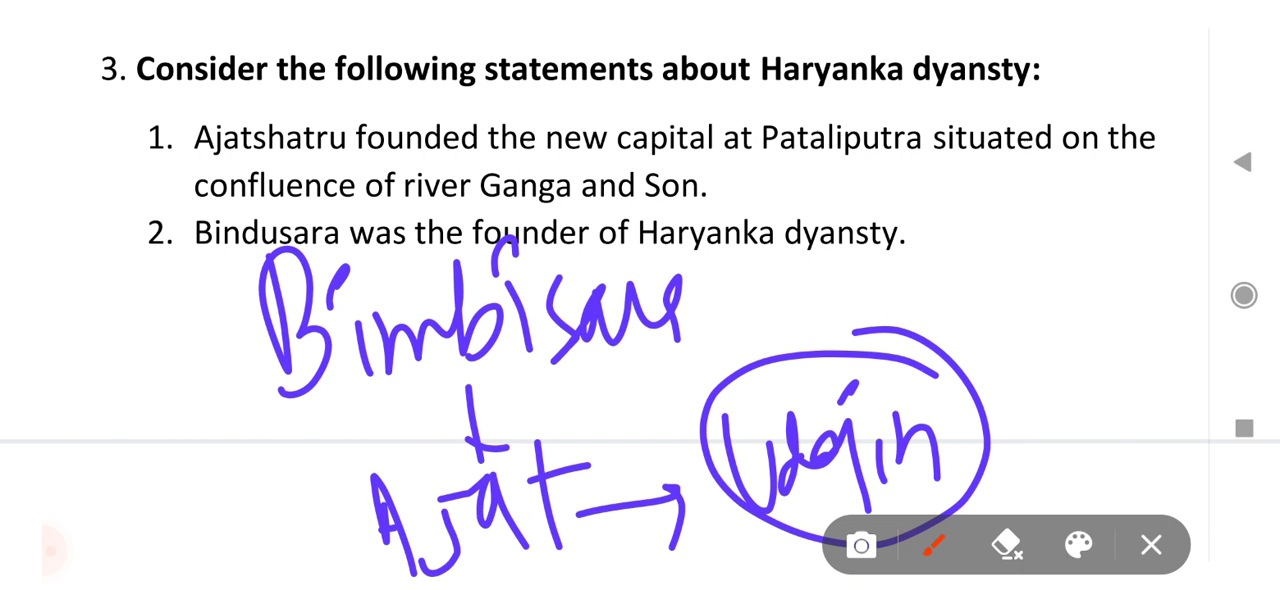 3. Consider the following statements about Haryanka dyansty:
1. Ajatshatru founded the new capital at Pataliputra situated on the
confluence of river Ganga and Son.
2. Bindusara was the founder of Haryanka dyansty.
Bimbisara
Ajat → Udain